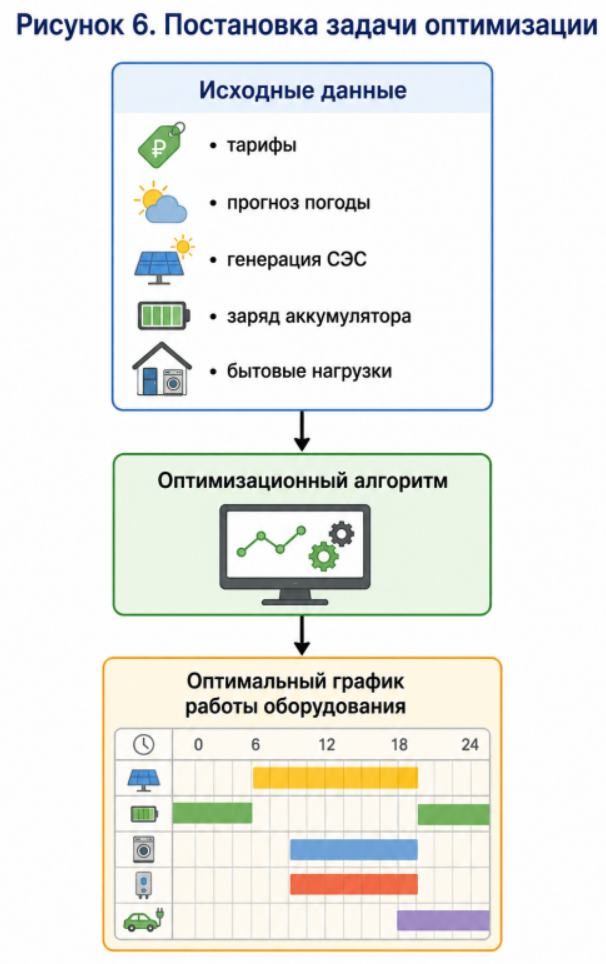 Рисунок 6. Постановка задачи оптимизации
Исходные данные
₽
• тарифы
• прогноз погоды
• генерация СЭС
• заряд аккумулятора
• бытовые нагрузки
Оптимизационный алгоритм
Оптимальный график
работы оборудования
0 6 12 18 24